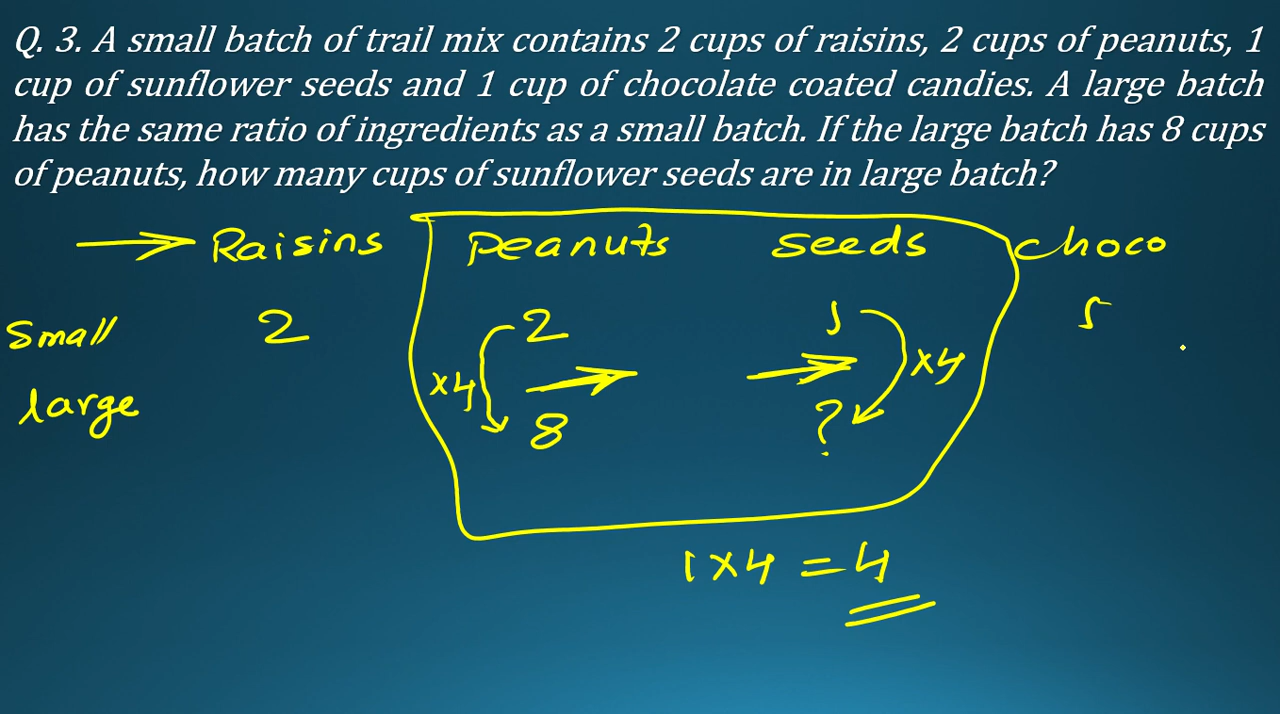 Q. 3. A small batch of trail mix contains 2 cups of raisins, 2 cups of peanuts, 1
cup of sunflower seeds and 1 cup of chocolate coated candies. A large batch
has the same ratio of ingredients as a small batch. If the large batch has 8 cups
of peanuts, how many cups of sunflower seeds are in large batch?
→ Raisins Peanuts Seeds Choco
Small 2 2 1 1
x4 → → x4
large 8 ?
1x4 = 4